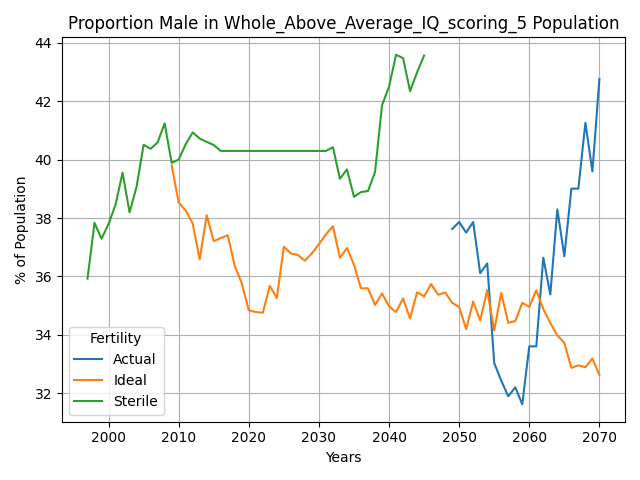 Proportion Male in Whole_Above_Average_IQ_scoring_5 Population
% of Population
44
42
40
38
36
34
32
Fertility
Actual
Ideal
Sterile
2000 2010 2020 2030 2040 2050 2060 2070
Years